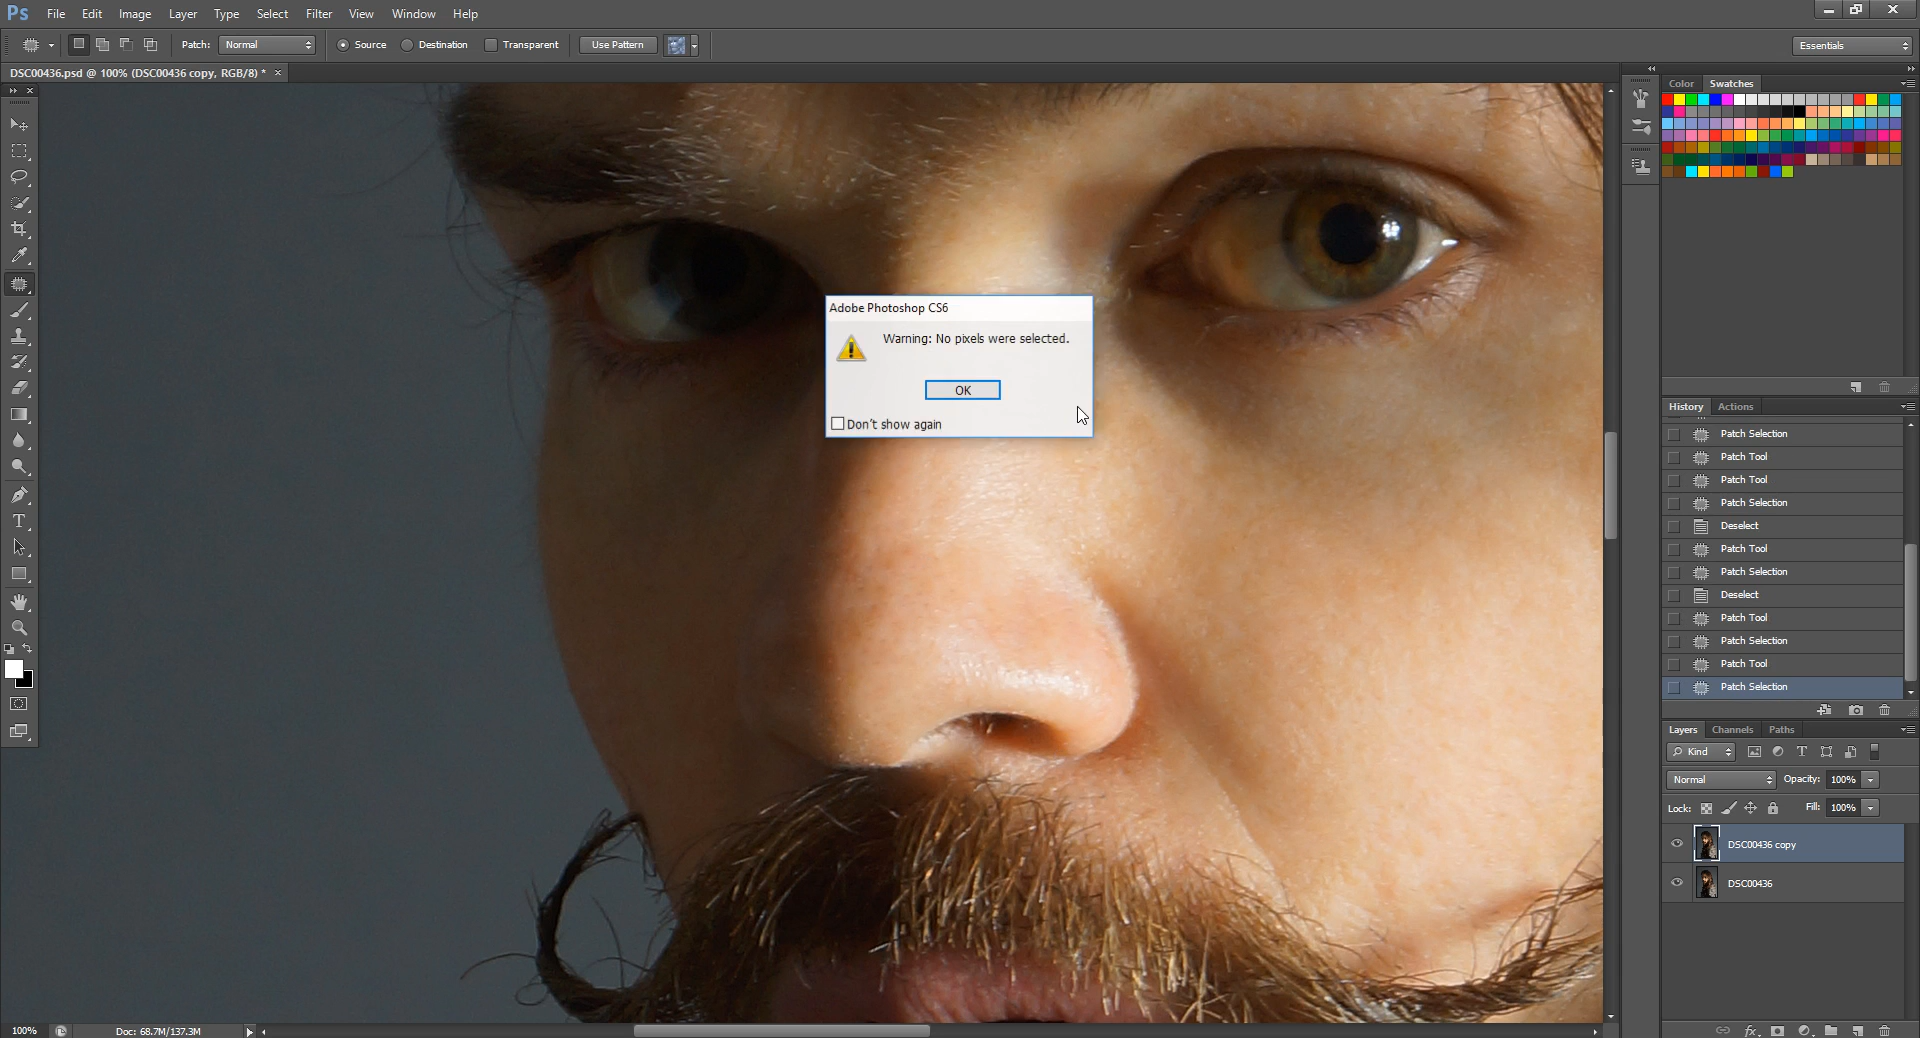 Ps File Edit Image Layer Type Select Filter View Window Help
Patch: Normal Source Destination Transparent Use Pattern Essentials
DSC00436.psd @ 100% (DSC00436 copy, RGB/8) *
Color Swatches
Adobe Photoshop CS6
Warning: No pixels were selected.
OK
Don't show again
History Actions
Patch Selection
Patch Tool
Patch Tool
Patch Selection
Deselect
Patch Tool
Patch Selection
Deselect
Patch Tool
Patch Selection
Patch Tool
Patch Selection
Layers Channels Paths
Kind
Normal Opacity: 100%
Lock: Fill: 100%
DSC00436 copy
DSC00436
100% Doc: 68.7M/137.3M
fx